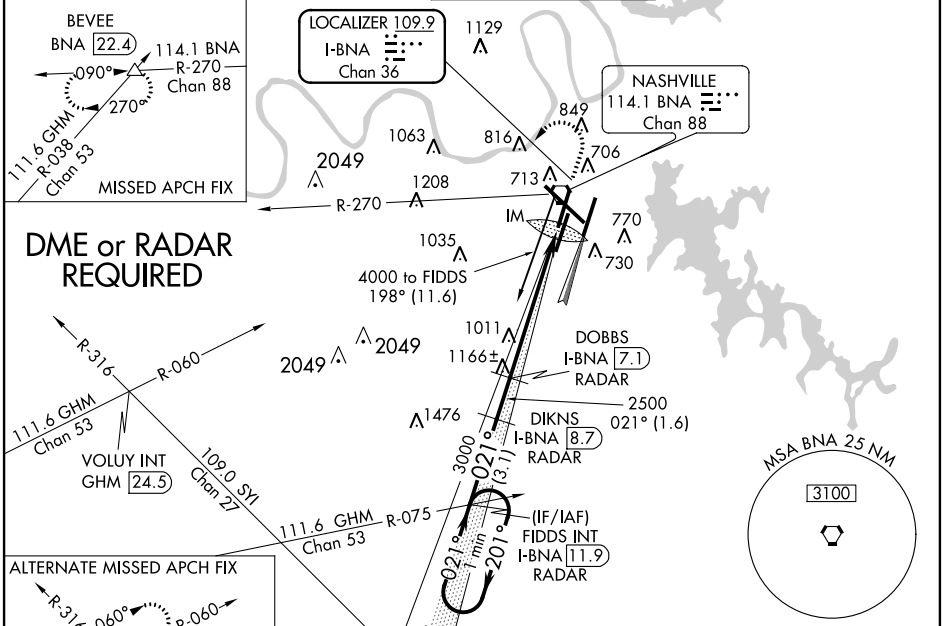 BEVEE
BNA 22.4
114.1 BNA
R-270
Chan 88
090°
270°
111.6 GHM
R-038
Chan 53
MISSED APCH FIX
LOCALIZER 109.9
I-BNA
Chan 36
1129
NASHVILLE
114.1 BNA
Chan 88
849
1063
816
706
2049
713
1208
R-270
IM
770
730
DME or RADAR
REQUIRED
1035
4000 to FIDDS
198° (11.6)
R-316
R-060
1011
2049
2049
1166±
DOBBS
I-BNA 7.1
RADAR
2500
021° (1.6)
111.6 GHM
Chan 53
1476
DIKNS
I-BNA 8.7
RADAR
VOLUY INT
GHM 24.5
109.0 SYI
Chan 27
3000
021°
(3.1)
MSA BNA 25 NM
3100
111.6 GHM
R-075
Chan 53
(IF/IAF)
FIDDS INT
I-BNA 11.9
RADAR
021°
1 min
201°
ALTERNATE MISSED APCH FIX
R-316
060°
R-060